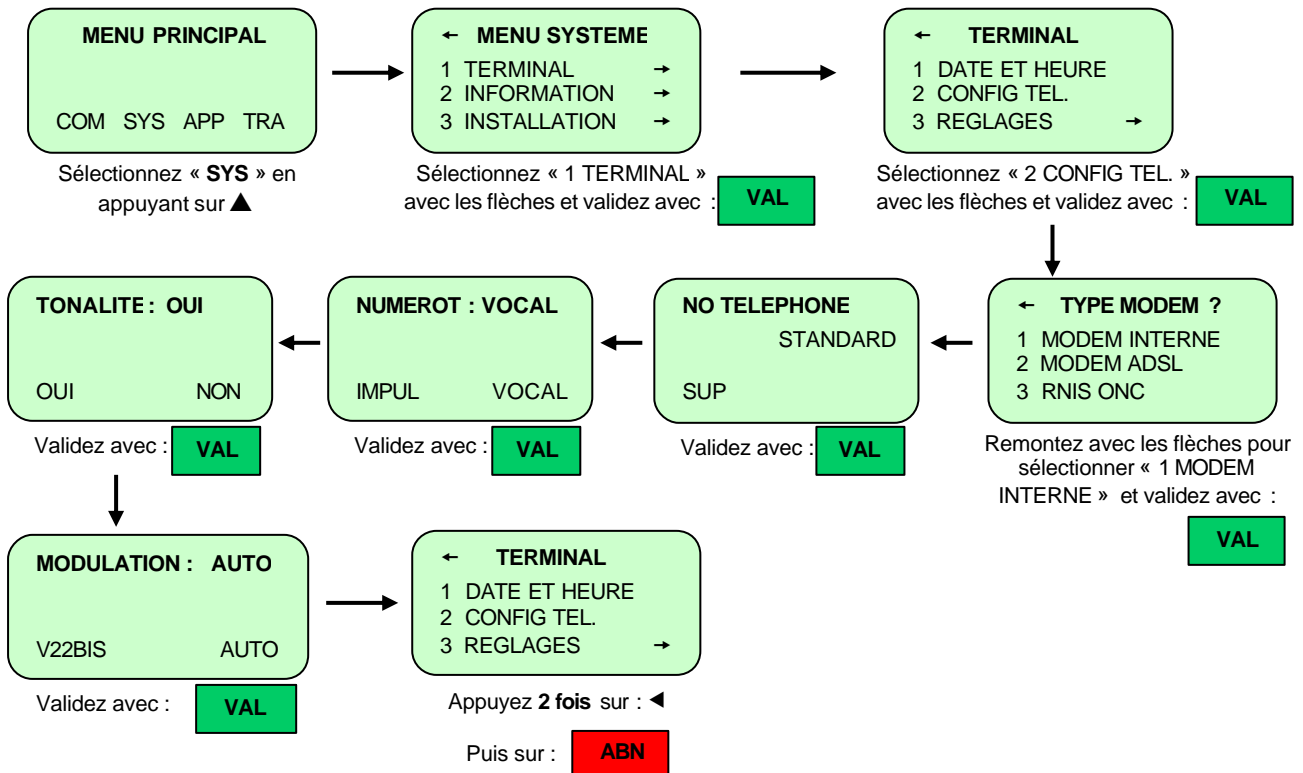 MENU PRINCIPAL
COM SYS APP TRA
Sélectionnez « SYS » en
appuyant sur ▲
← MENU SYSTEME
1 TERMINAL →
2 INFORMATION →
3 INSTALLATION →
Sélectionnez « 1 TERMINAL »
avec les flèches et validez avec : VAL
← TERMINAL
1 DATE ET HEURE
2 CONFIG TEL.
3 REGLAGES →
Sélectionnez « 2 CONFIG TEL. »
avec les flèches et validez avec : VAL
← TYPE MODEM ?
1 MODEM INTERNE
2 MODEM ADSL
3 RNIS ONC
Remontez avec les flèches pour
sélectionner « 1 MODEM
INTERNE » et validez avec :
VAL
NO TELEPHONE
STANDARD
SUP
Validez avec : VAL
NUMEROT : VOCAL
IMPUL VOCAL
Validez avec : VAL
TONALITE : OUI
OUI NON
Validez avec : VAL
MODULATION : AUTO
V22BIS AUTO
Validez avec : VAL
← TERMINAL
1 DATE ET HEURE
2 CONFIG TEL.
3 REGLAGES →
Appuyez 2 fois sur : ◄
Puis sur : ABN